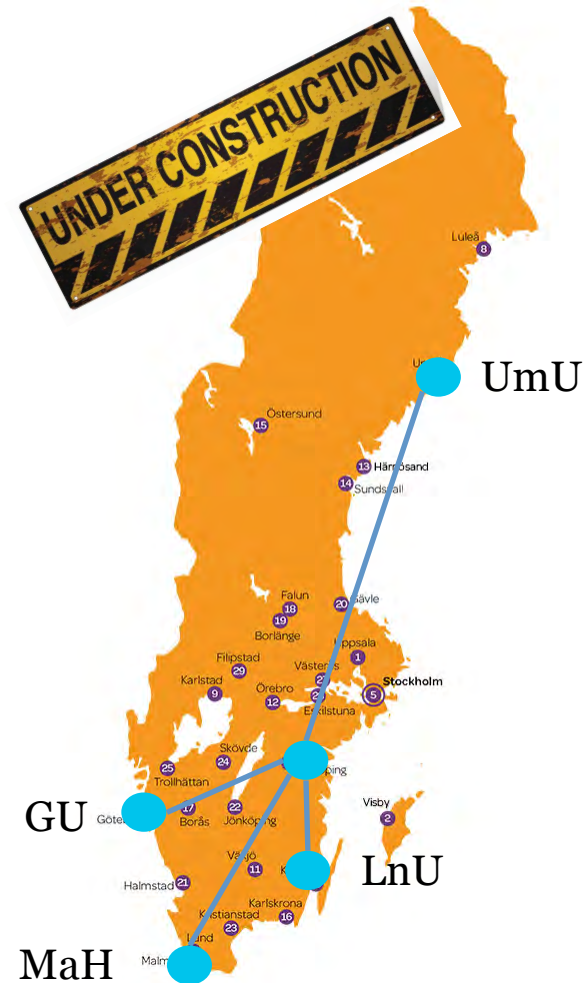 UNDER CONSTRUCTION
Luleå
8
UmU
Östersund
15
13 Härnösand
14
Falun
18
20 Gävle
19
Borlänge
Uppsala
1
Filipstad
29
Västerås
Stockholm
5
Karlstad
9
Örebro
12
Eskilstuna
Skövde
24
25
Trollhättan
GU
17
Borås
22
Jönköping
Visby
2
Växjö
11
LnU
Halmstad 21
Karlskrona
16
Kristianstad
23
Lund
MaH